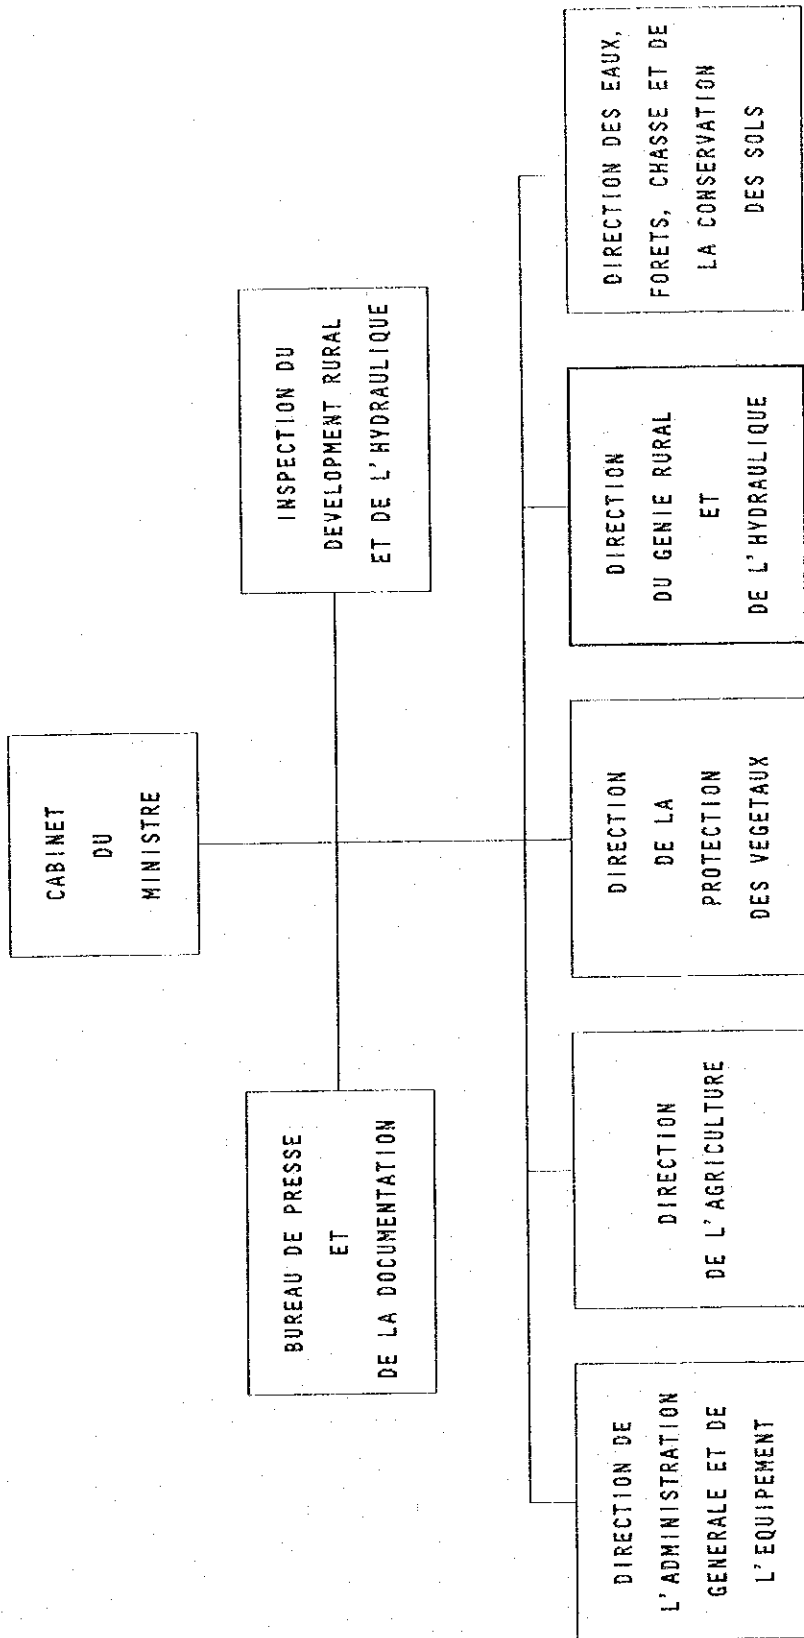 CABINET
DU
MINISTRE
BUREAU DE PRESSE
ET
DE LA DOCUMENTATION
INSPECTION DU
DEVELOPMENT RURAL
ET DE L'HYDRAULIQUE
DIRECTION DE
L'ADMINISTRATION
GENERALE ET DE
L'EQUIPEMENT
DIRECTION
DE L'AGRICULTURE
DIRECTION
DE LA
PROTECTION
DES VEGETAUX
DIRECTION
DU GENIE RURAL
ET
DE L'HYDRAULIQUE
DIRECTION DES EAUX,
FORETS, CHASSE ET DE
LA CONSERVATION
DES SOLS